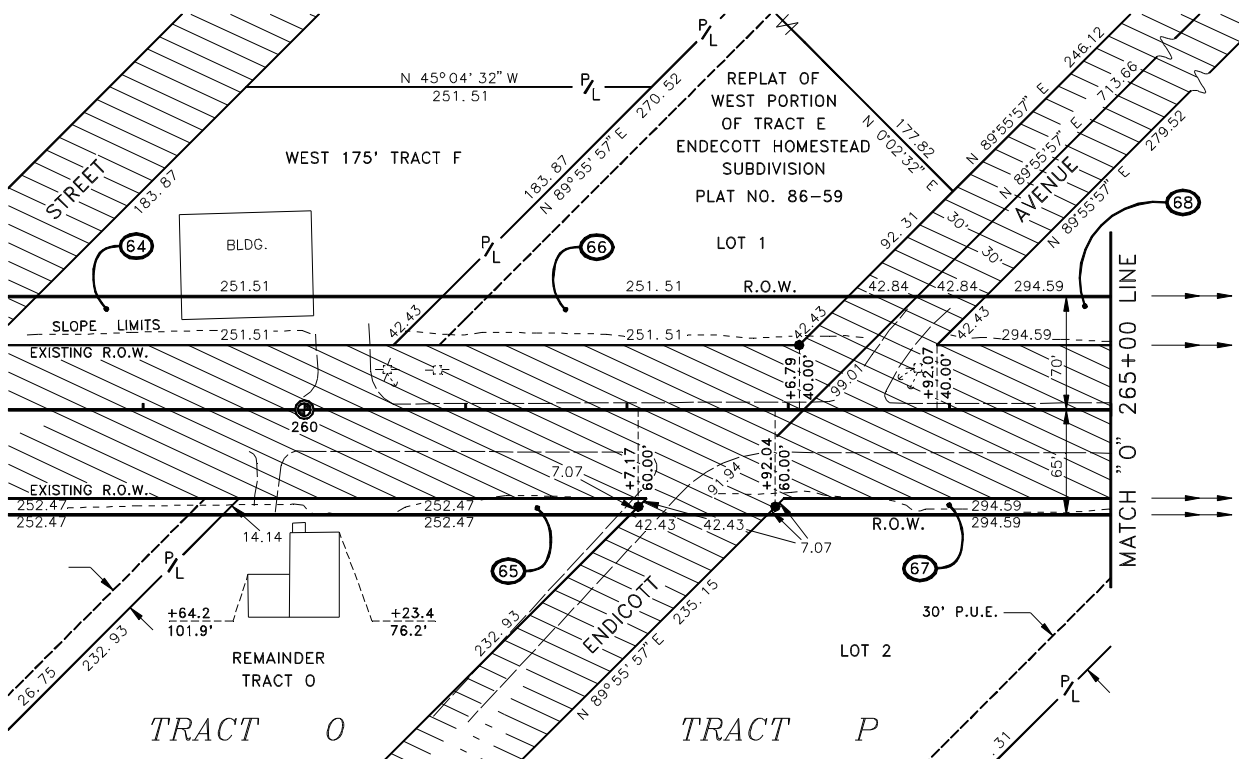 P/L
P/L
P/L
N 45°04'32" W
251.51
270.52
N 89°55'57" E
183.87
WEST 175' TRACT F
STREET
183.87
REPLAT OF
WEST PORTION
OF TRACT E
ENDECOTT HOMESTEAD
SUBDIVISION
PLAT NO. 86-59
177.82
N 0°02'32" E
LOT 1
246.12
N 89°55'57" E
713.66
N 89°55'57" E
279.52
N 89°55'57" E
AVENUE
92.31
30'
30'
64
66
68
BLDG.
251.51
251.51
R.O.W.
42.84
42.84
294.59
SLOPE LIMITS
251.51
42.43
251.51
42.43
42.43
294.59
EXISTING R.O.W.
+6.79
40.00'
99.01
+92.07
40.00'
70'
MATCH "O" 265+00 LINE
260
65'
7.07
+7.17
60.00'
91.94
+92.04
60.00'
EXISTING R.O.W.
252.47
252.47
294.59
252.47
252.47
42.43
42.43
R.O.W.
294.59
7.07
14.14
65
67
P/L
+64.2
101.9'
+23.4
76.2'
REMAINDER
TRACT O
26.75
232.93
232.93
ENDICOTT
N 89°55'57" E
235.15
30' P.U.E.
LOT 2
P/L
.31
TRACT O
TRACT P